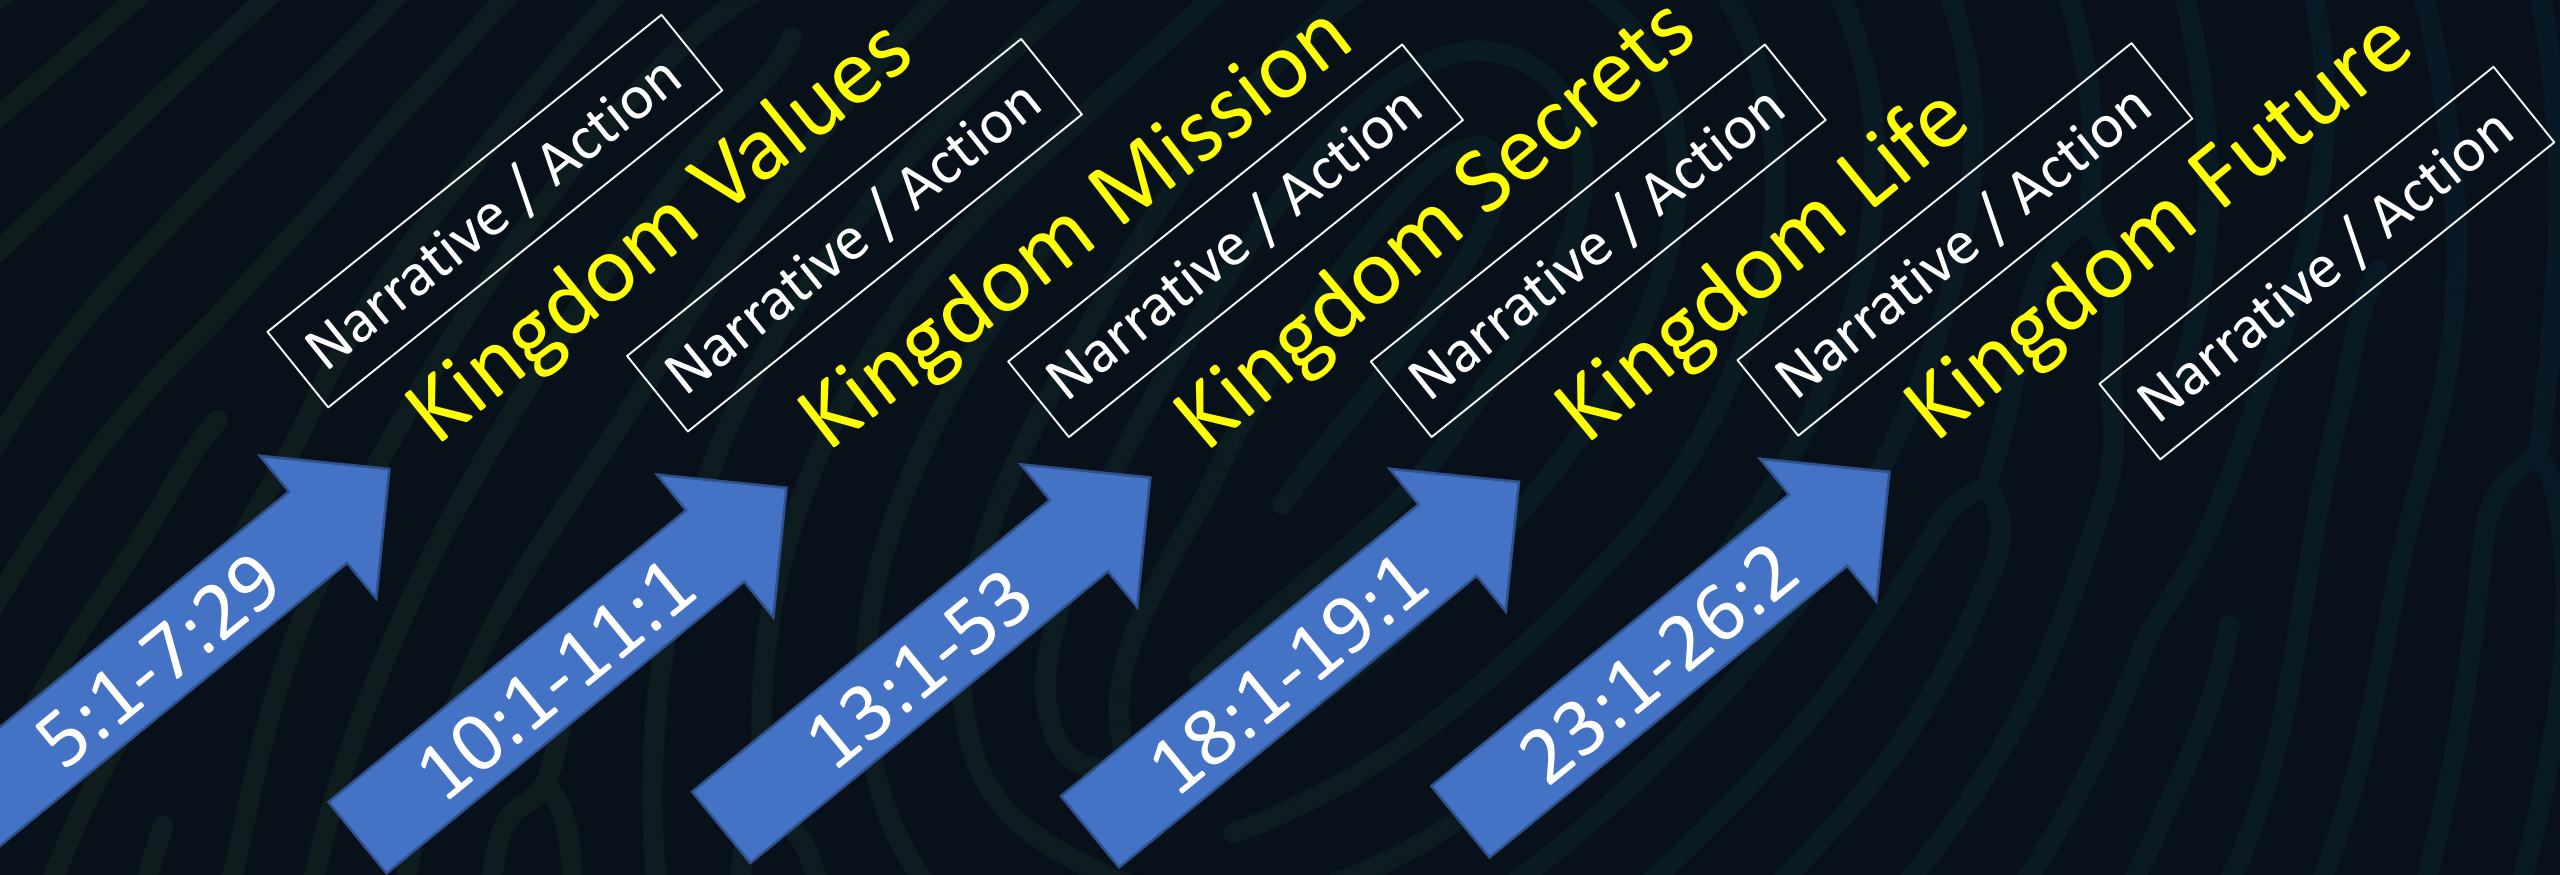 Narrative / Action
Kingdom Values
Narrative / Action
Kingdom Mission
Narrative / Action
Kingdom Secrets
Narrative / Action
Kingdom Life
Narrative / Action
Kingdom Future
Narrative / Action
5:1-7:29
10:1-11:1
13:1-53
18:1-19:1
23:1-26:2